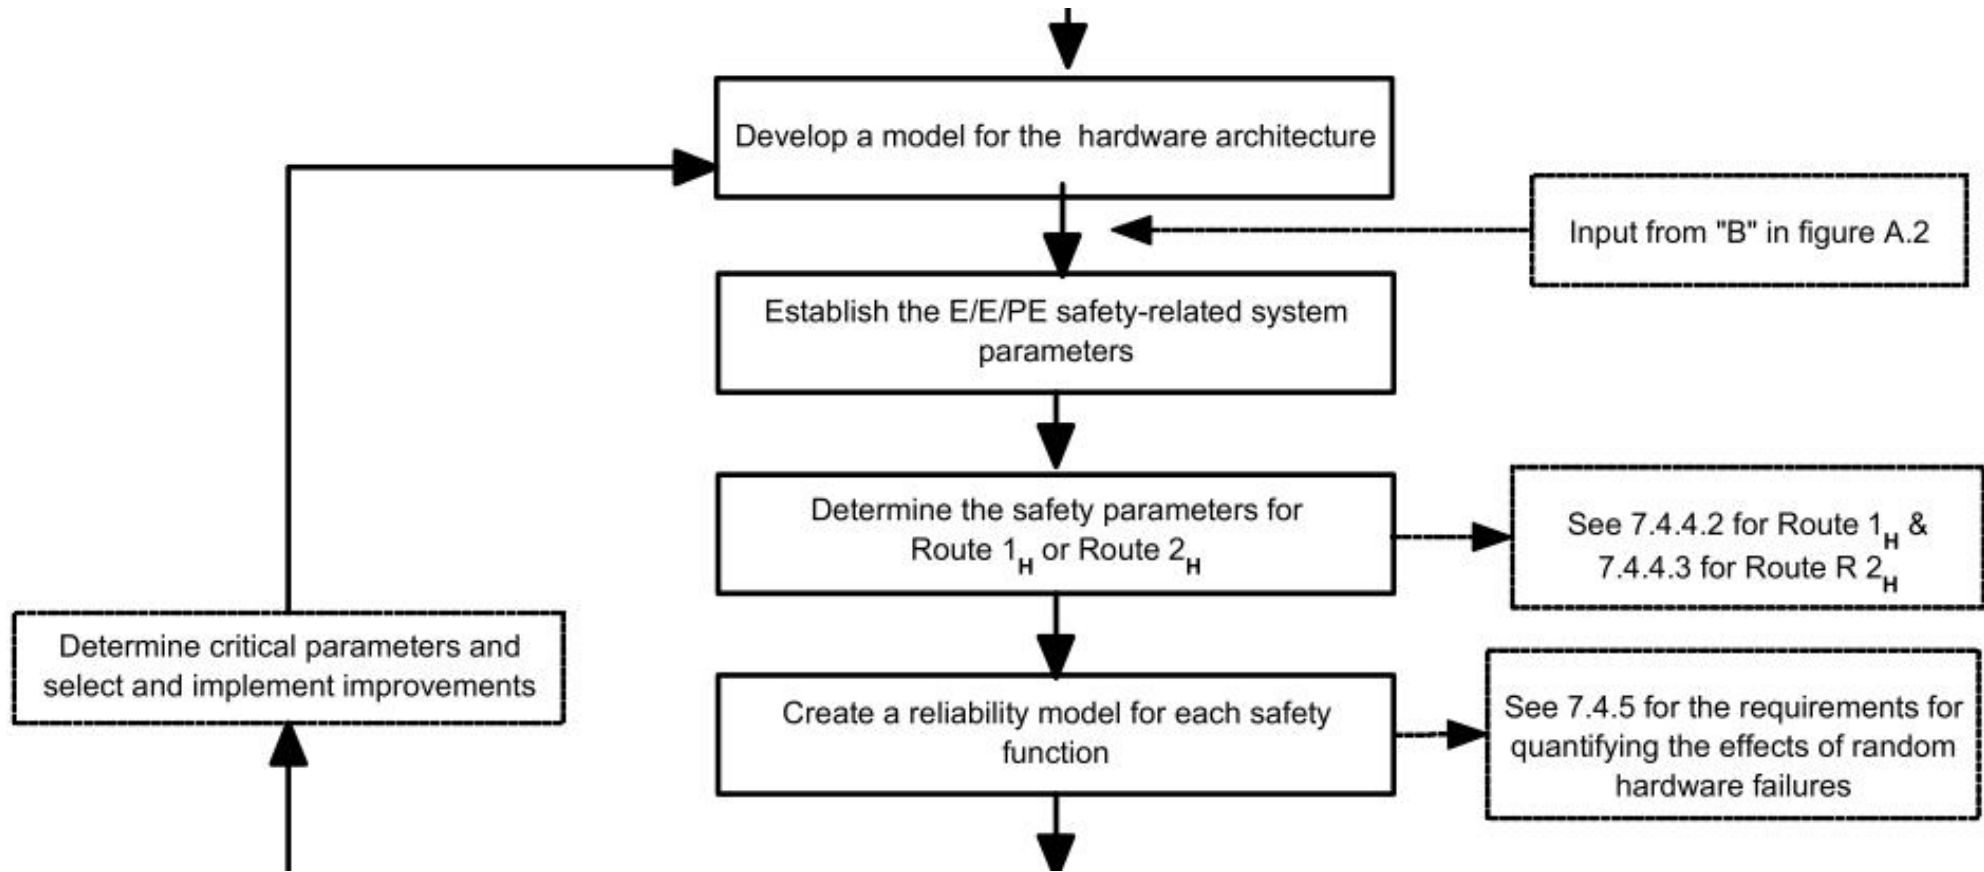 Develop a model for the hardware architecture
Input from "B" in figure A.2
Establish the E/E/PE safety-related system
parameters
Determine the safety parameters for
Route 1H or Route 2H
See 7.4.4.2 for Route 1H &
7.4.4.3 for Route R 2H
Determine critical parameters and
select and implement improvements
Create a reliability model for each safety
function
See 7.4.5 for the requirements for
quantifying the effects of random
hardware failures